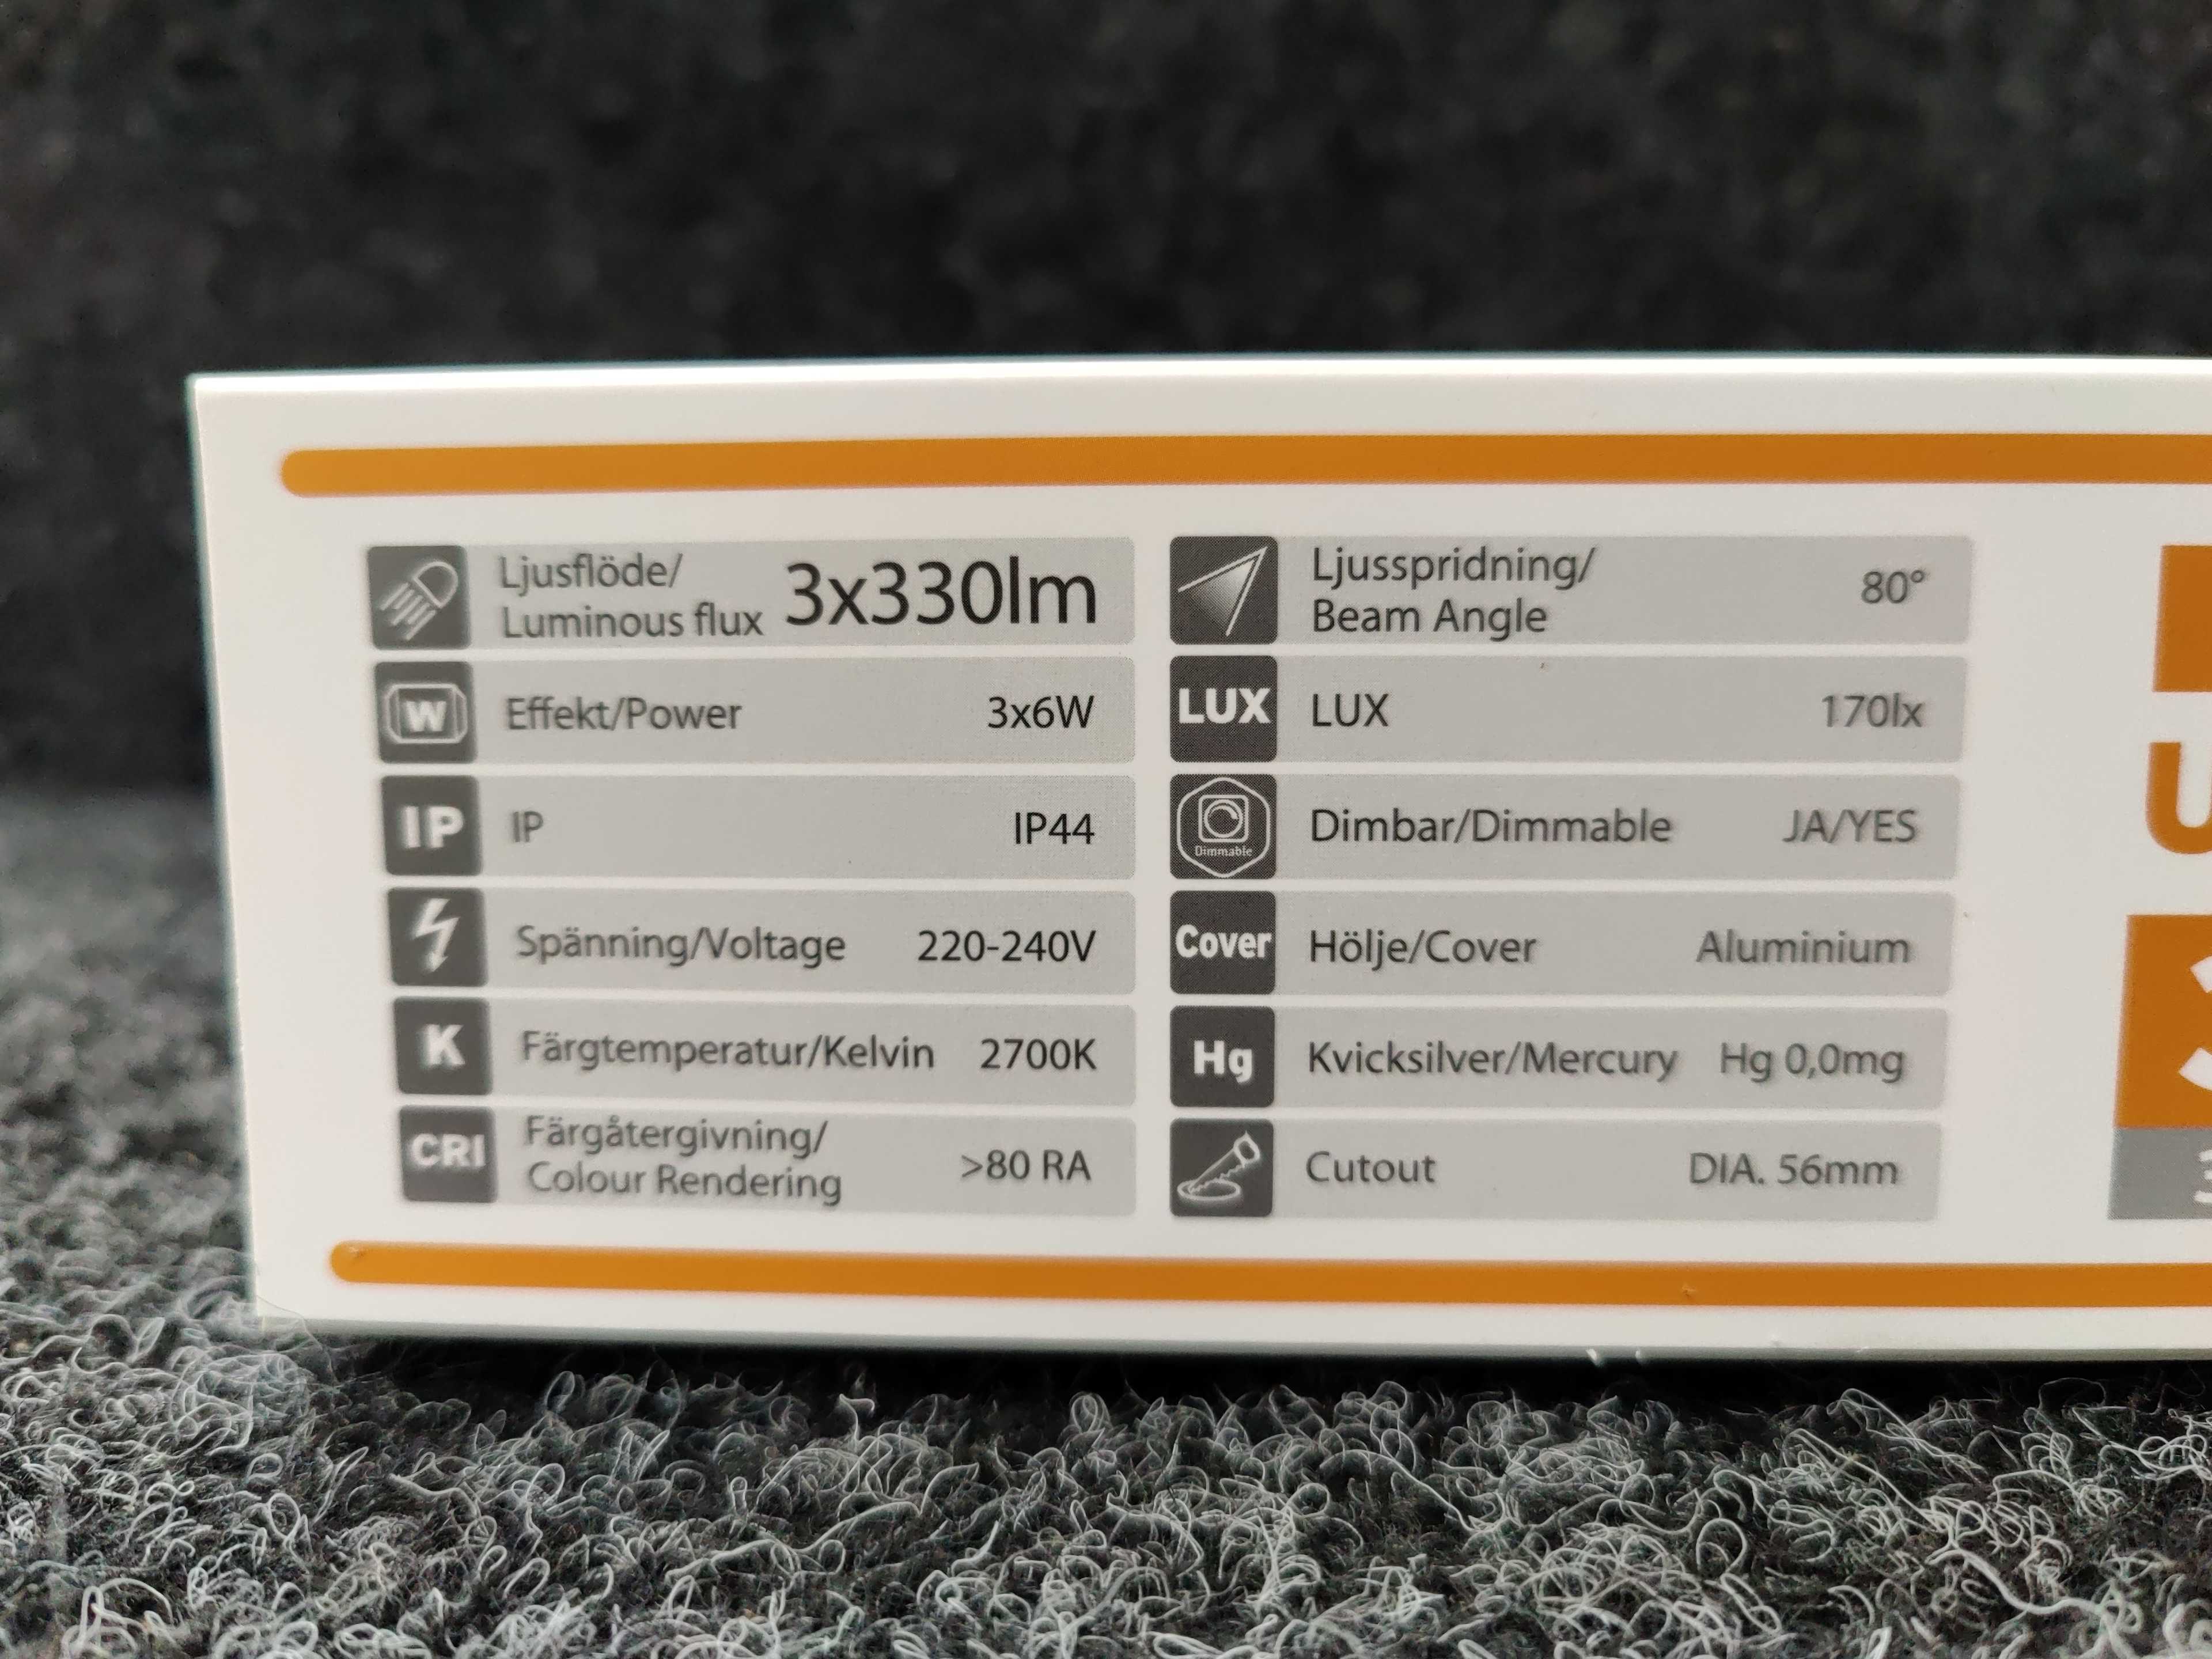 Ljusflöde/
Luminous flux 3x330lm
W Effekt/Power 3x6W
IP IP IP44
Spänning/Voltage 220-240V
K Färgtemperatur/Kelvin 2700K
CRI Färgåtergivning/
Colour Rendering >80 RA
Ljusspridning/
Beam Angle 80°
LUX LUX 170lx
Dimmable Dimbar/Dimmable JA/YES
Cover Hölje/Cover Aluminium
Hg Kvicksilver/Mercury Hg 0,0mg
Cutout DIA. 56mm